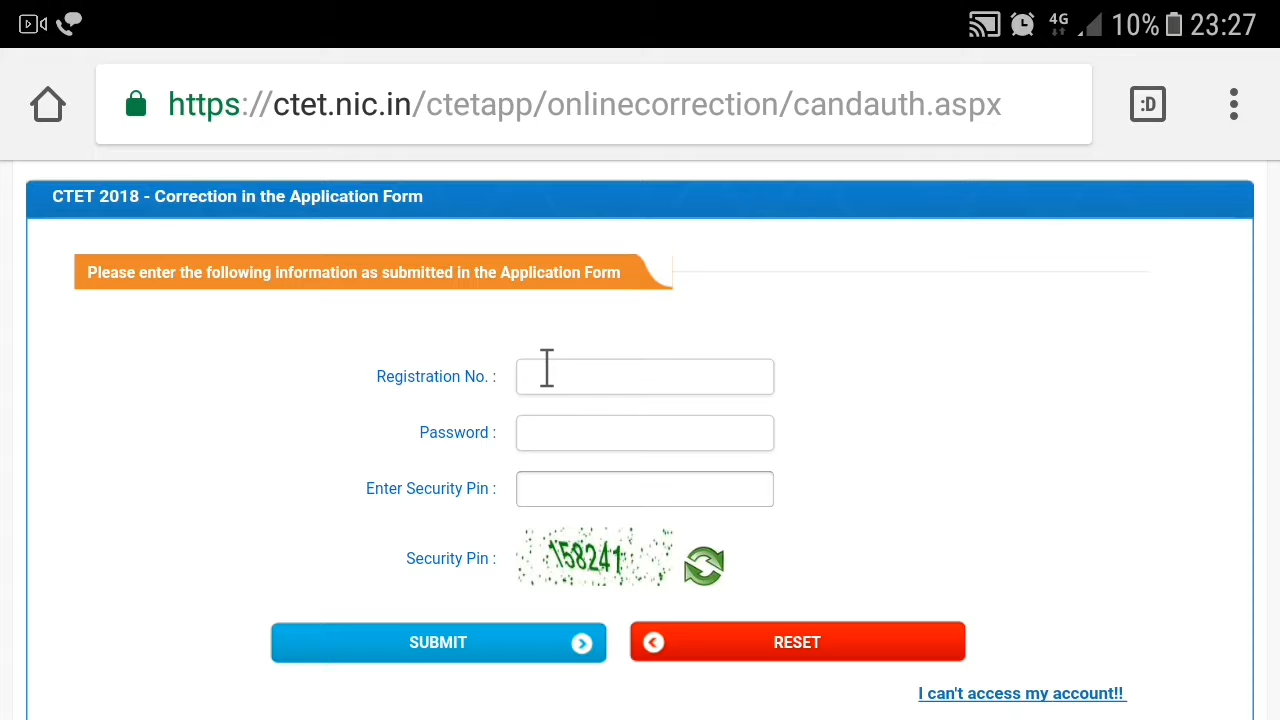 4G 10% 23:27
https://ctet.nic.in/ctetapp/onlinecorrection/candauth.aspx :D
CTET 2018 - Correction in the Application Form
Please enter the following information as submitted in the Application Form
Registration No. :
Password :
Enter Security Pin :
Security Pin : 158241
SUBMIT RESET
I can't access my account!!